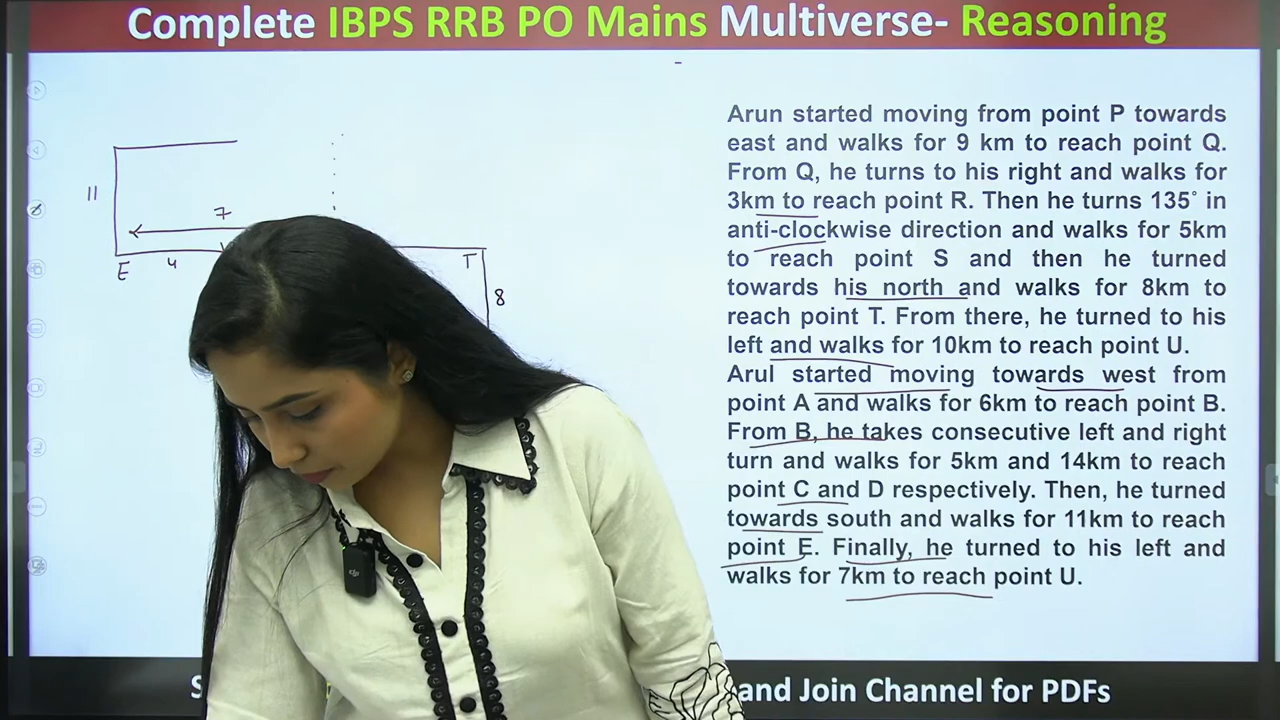 Complete IBPS RRB PO Mains Multiverse- Reasoning
Arun started moving from point P towards
east and walks for 9 km to reach point Q.
From Q, he turns to his right and walks for
3km to reach point R. Then he turns 135° in
anti-clockwise direction and walks for 5km
to reach point S and then he turned
towards his north and walks for 8km to
reach point T. From there, he turned to his
left and walks for 10km to reach point U.
Arul started moving towards west from
point A and walks for 6km to reach point B.
From B, he takes consecutive left and right
turn and walks for 5km and 14km to reach
point C and D respectively. Then, he turned
towards south and walks for 11km to reach
point E. Finally, he turned to his left and
walks for 7km to reach point U.
11
7
E
4
T
8
and Join Channel for PDFs